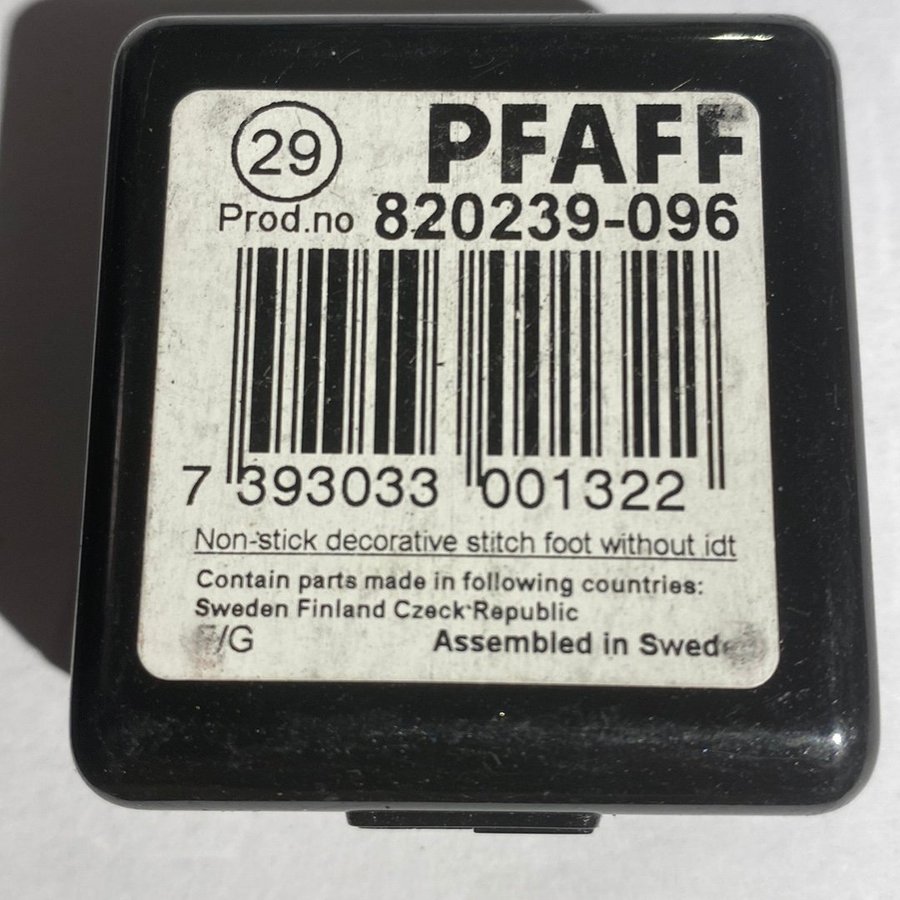 29 PFAFF
Prod.no 820239-096
7 393033 001322
Non-stick decorative stitch foot without idt
Contain parts made in following countries:
Sweden Finland Czeck Republic
/G Assembled in